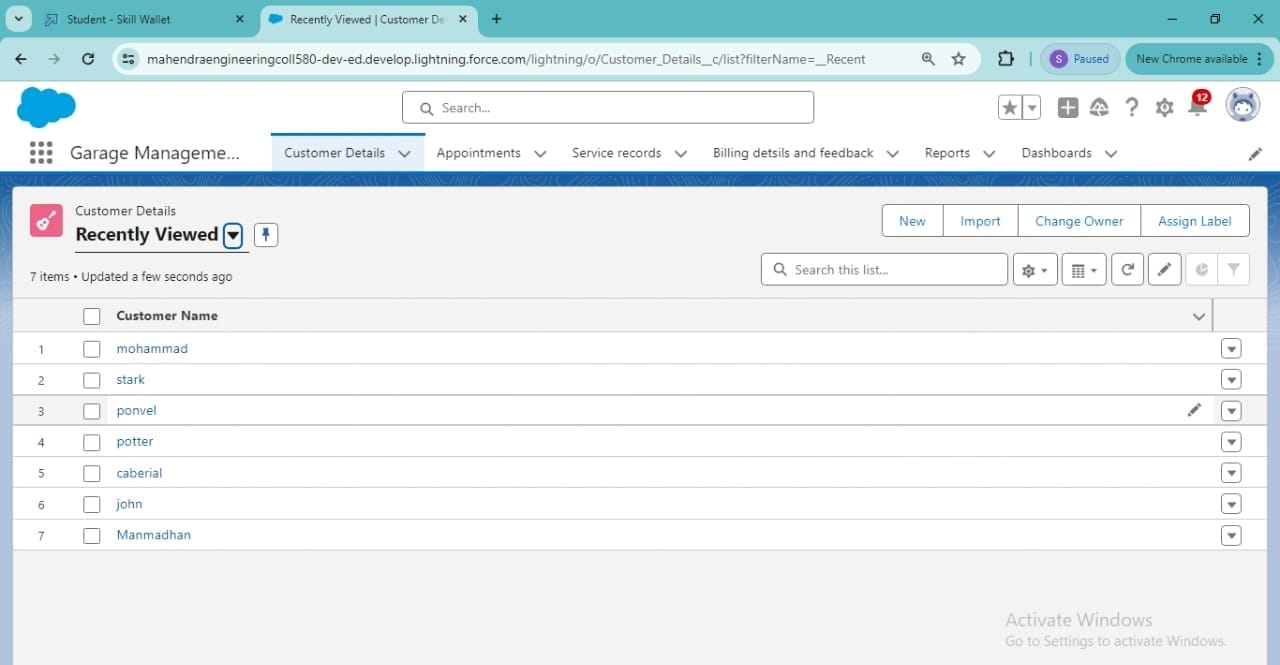 Student - Skill Wallet
Recently Viewed | Customer De
mahendraengineeringcoll580-dev-ed.develop.lightning.force.com/lightning/o/Customer_Details__c/list?filterName=__Recent
S Paused
New Chrome available
Search...
12
Garage Manageme...
Customer Details
Appointments
Service records
Billing detsils and feedback
Reports
Dashboards
Customer Details
Recently Viewed
New
Import
Change Owner
Assign Label
7 items • Updated a few seconds ago
Search this list...
Customer Name
1 mohammad
2 stark
3 ponvel
4 potter
5 caberial
6 john
7 Manmadhan
Activate Windows
Go to Settings to activate Windows.